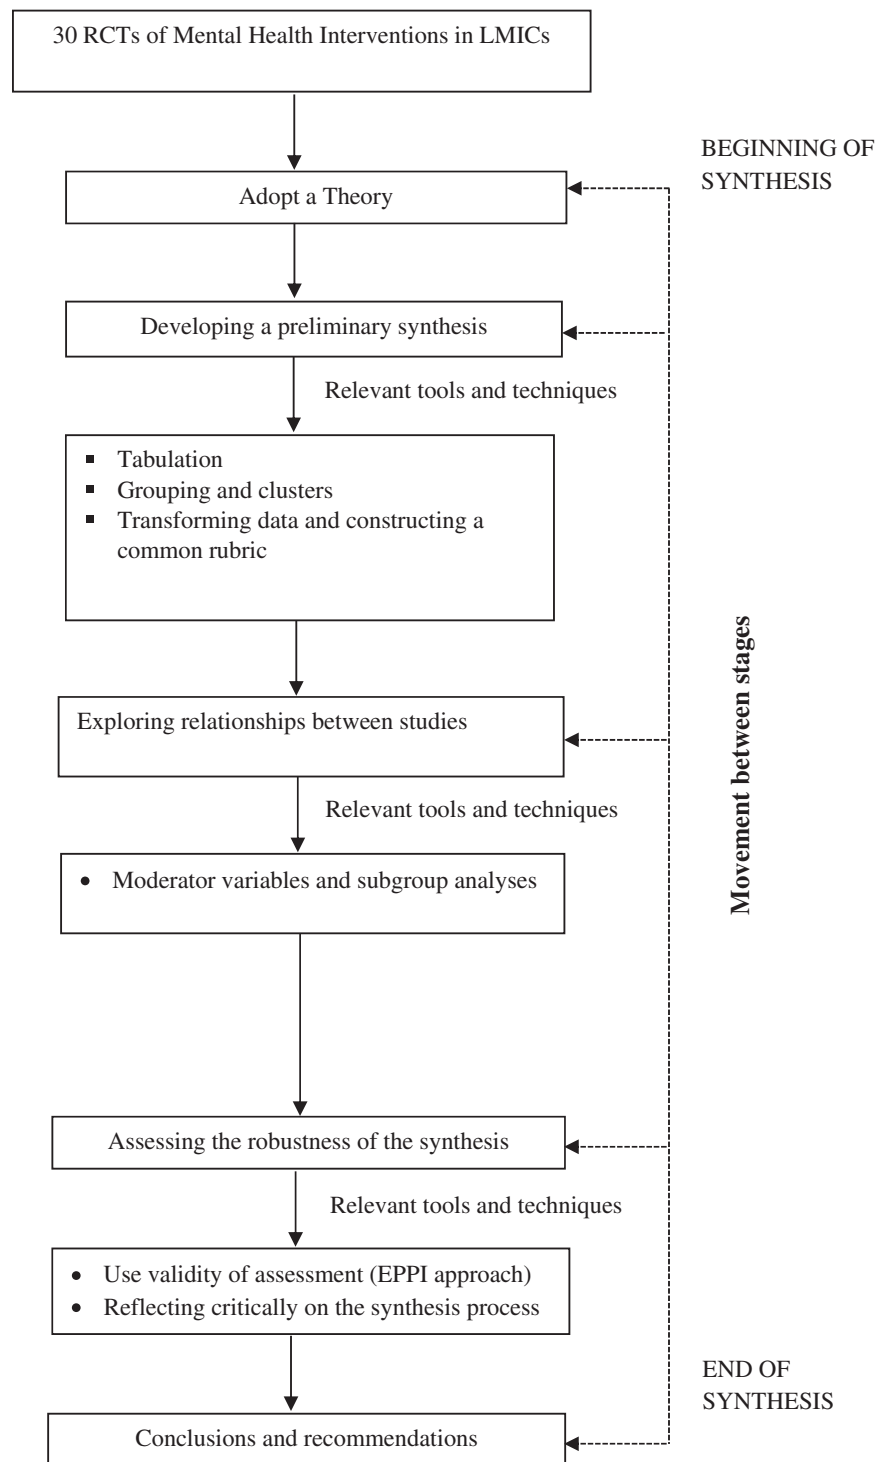 30 RCTs of Mental Health Interventions in LMICs
BEGINNING OF
SYNTHESIS
Adopt a Theory
Developing a preliminary synthesis
Relevant tools and techniques
▪ Tabulation
▪ Grouping and clusters
▪ Transforming data and constructing a
common rubric
Movement between stages
Exploring relationships between studies
Relevant tools and techniques
• Moderator variables and subgroup analyses
Assessing the robustness of the synthesis
Relevant tools and techniques
• Use validity of assessment (EPPI approach)
• Reflecting critically on the synthesis process
END OF
SYNTHESIS
Conclusions and recommendations